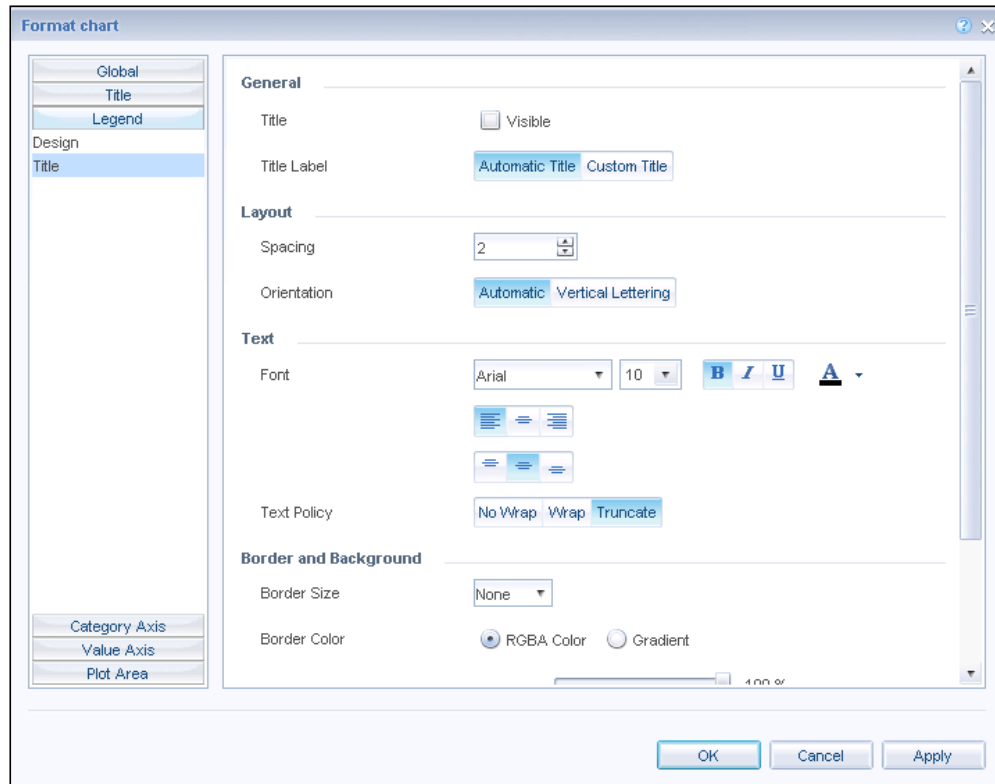 Format chart
Global
Title
Legend
Design
Title
Category Axis
Value Axis
Plot Area
General
Title Visible
Title Label Automatic Title Custom Title
Layout
Spacing 2
Orientation Automatic Vertical Lettering
Text
Font Arial 10 B I U A
Text Policy No Wrap Wrap Truncate
Border and Background
Border Size None
Border Color RGBA Color Gradient
100 %
OK Cancel Apply